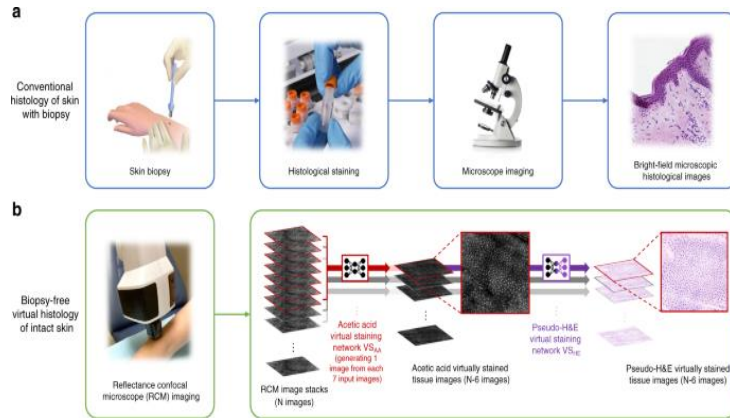 a
Conventional
histology of skin
with biopsy
Skin biopsy
Histological staining
Microscope imaging
Bright-field microscopic
histological images
b
Biopsy-free
virtual histology
of intact skin
Reflectance confocal
microscope (RCM) imaging
RCM image stacks
(N images)
Acetic acid
virtual staining
network VS_AA
(generating 1
image from each
7 input images)
Acetic acid virtually stained
tissue images (N-6 images)
Pseudo-H&E
virtual staining
network VS_HE
Pseudo-H&E virtually stained
tissue images (N-6 images)